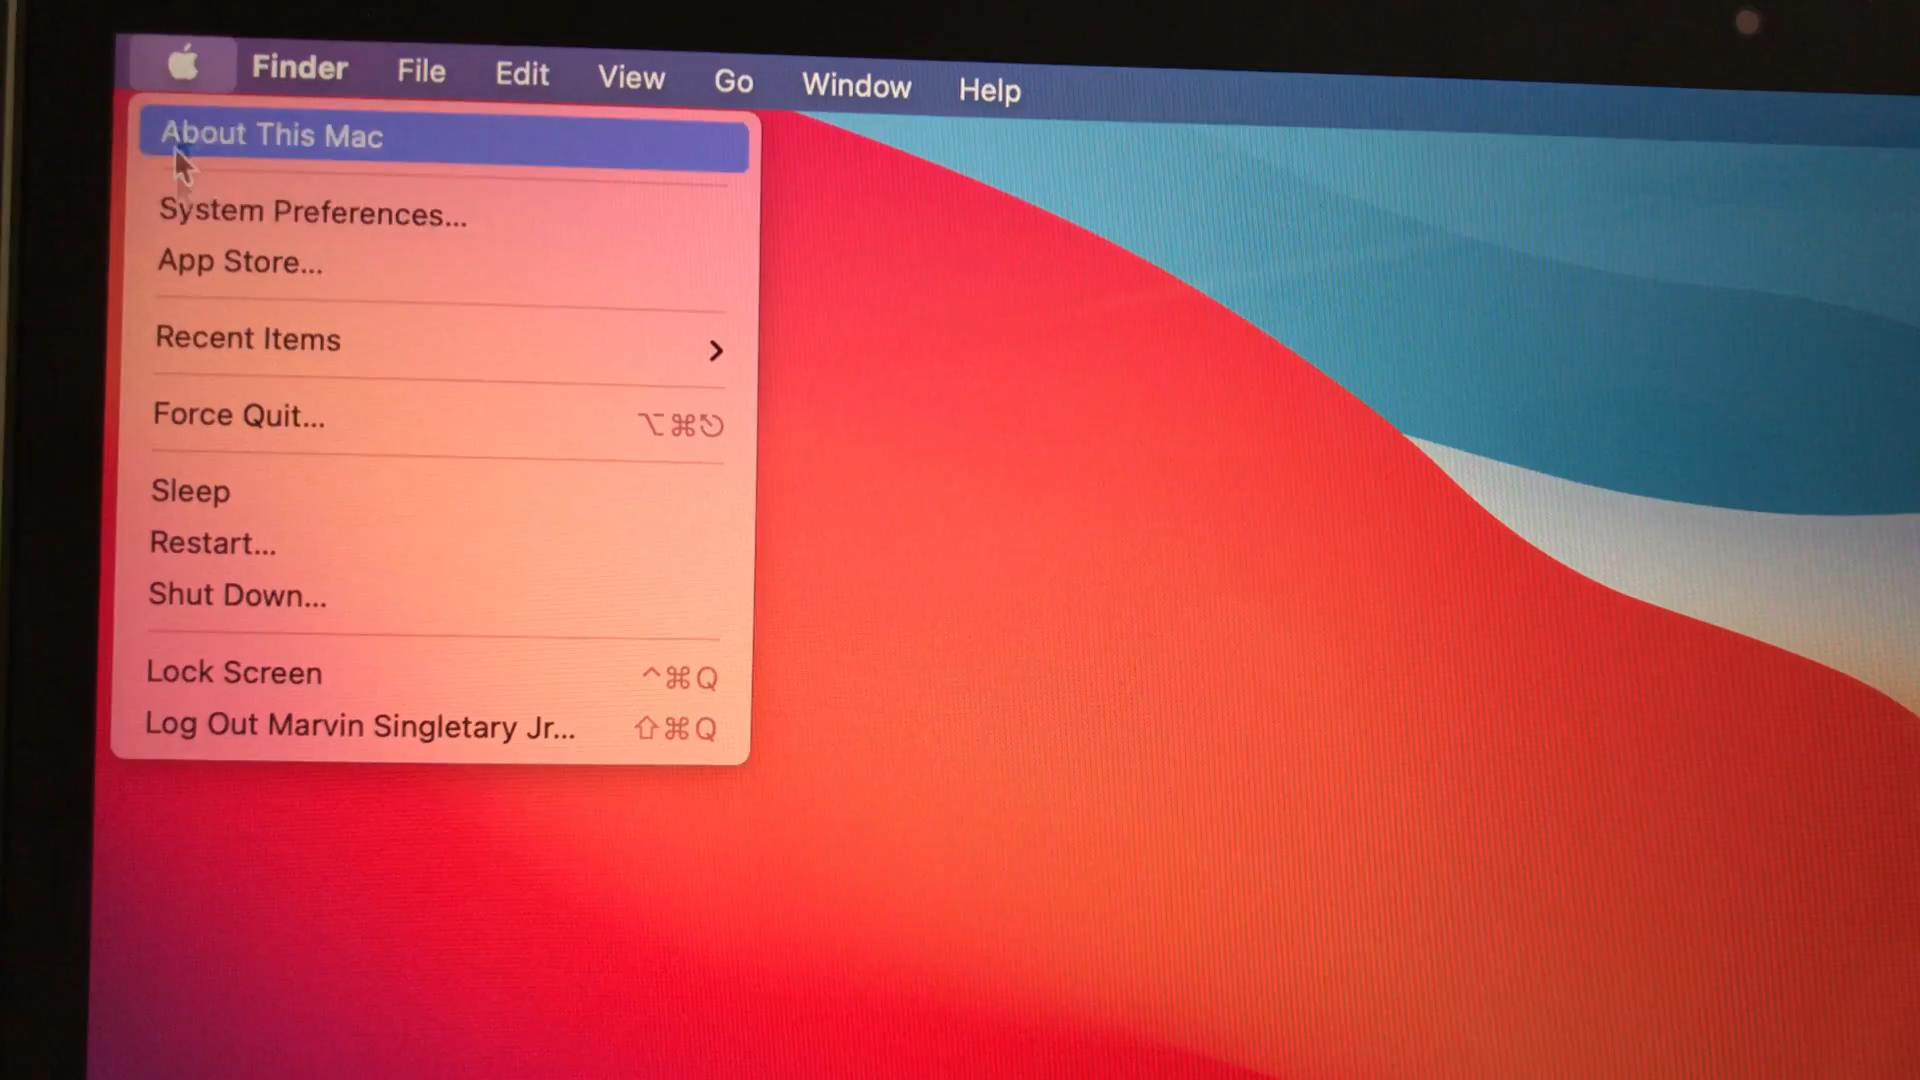 Finder File Edit View Go Window Help
About This Mac
System Preferences...
App Store...
Recent Items
Force Quit... ⌥⌘⎋
Sleep
Restart...
Shut Down...
Lock Screen ^⌘Q
Log Out Marvin Singletary Jr... ⇧⌘Q